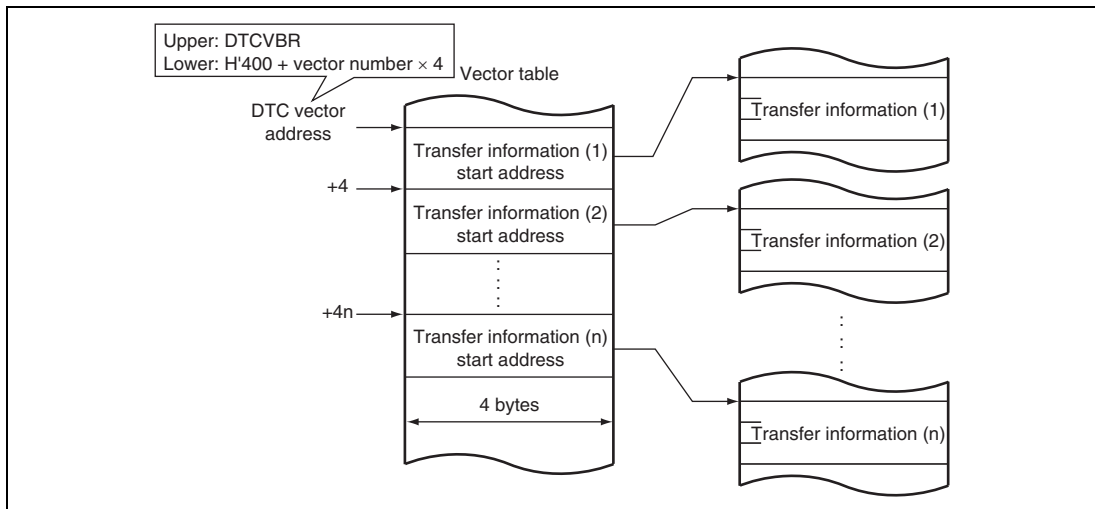 Upper: DTCVBR
Lower: H'400 + vector number × 4
Vector table
DTC vector
address
Transfer information (1)
start address
+4
Transfer information (2)
start address
+4n
Transfer information (n)
start address
4 bytes
Transfer information (1)
Transfer information (2)
Transfer information (n)